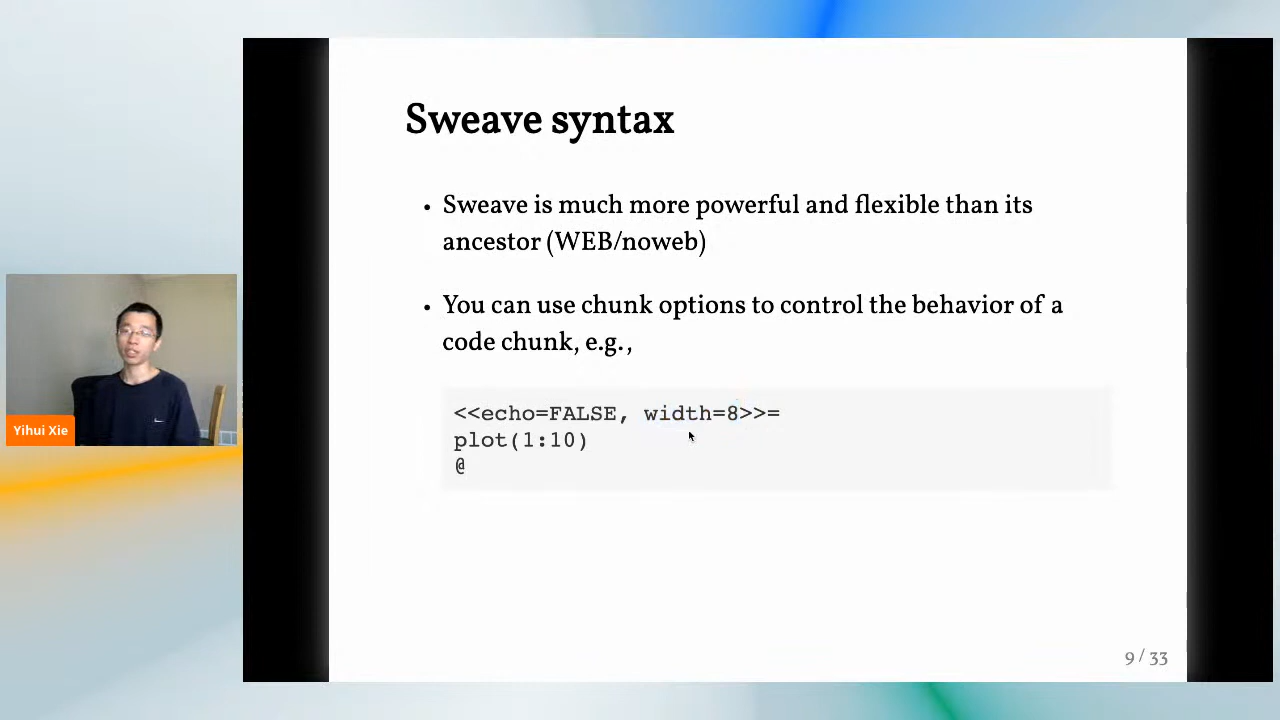 Sweave syntax
• Sweave is much more powerful and flexible than its
ancestor (WEB/noweb)
• You can use chunk options to control the behavior of a
code chunk, e.g.,
<<echo=FALSE, width=8>>=
plot(1:10)
@
Yihui Xie
9 / 33